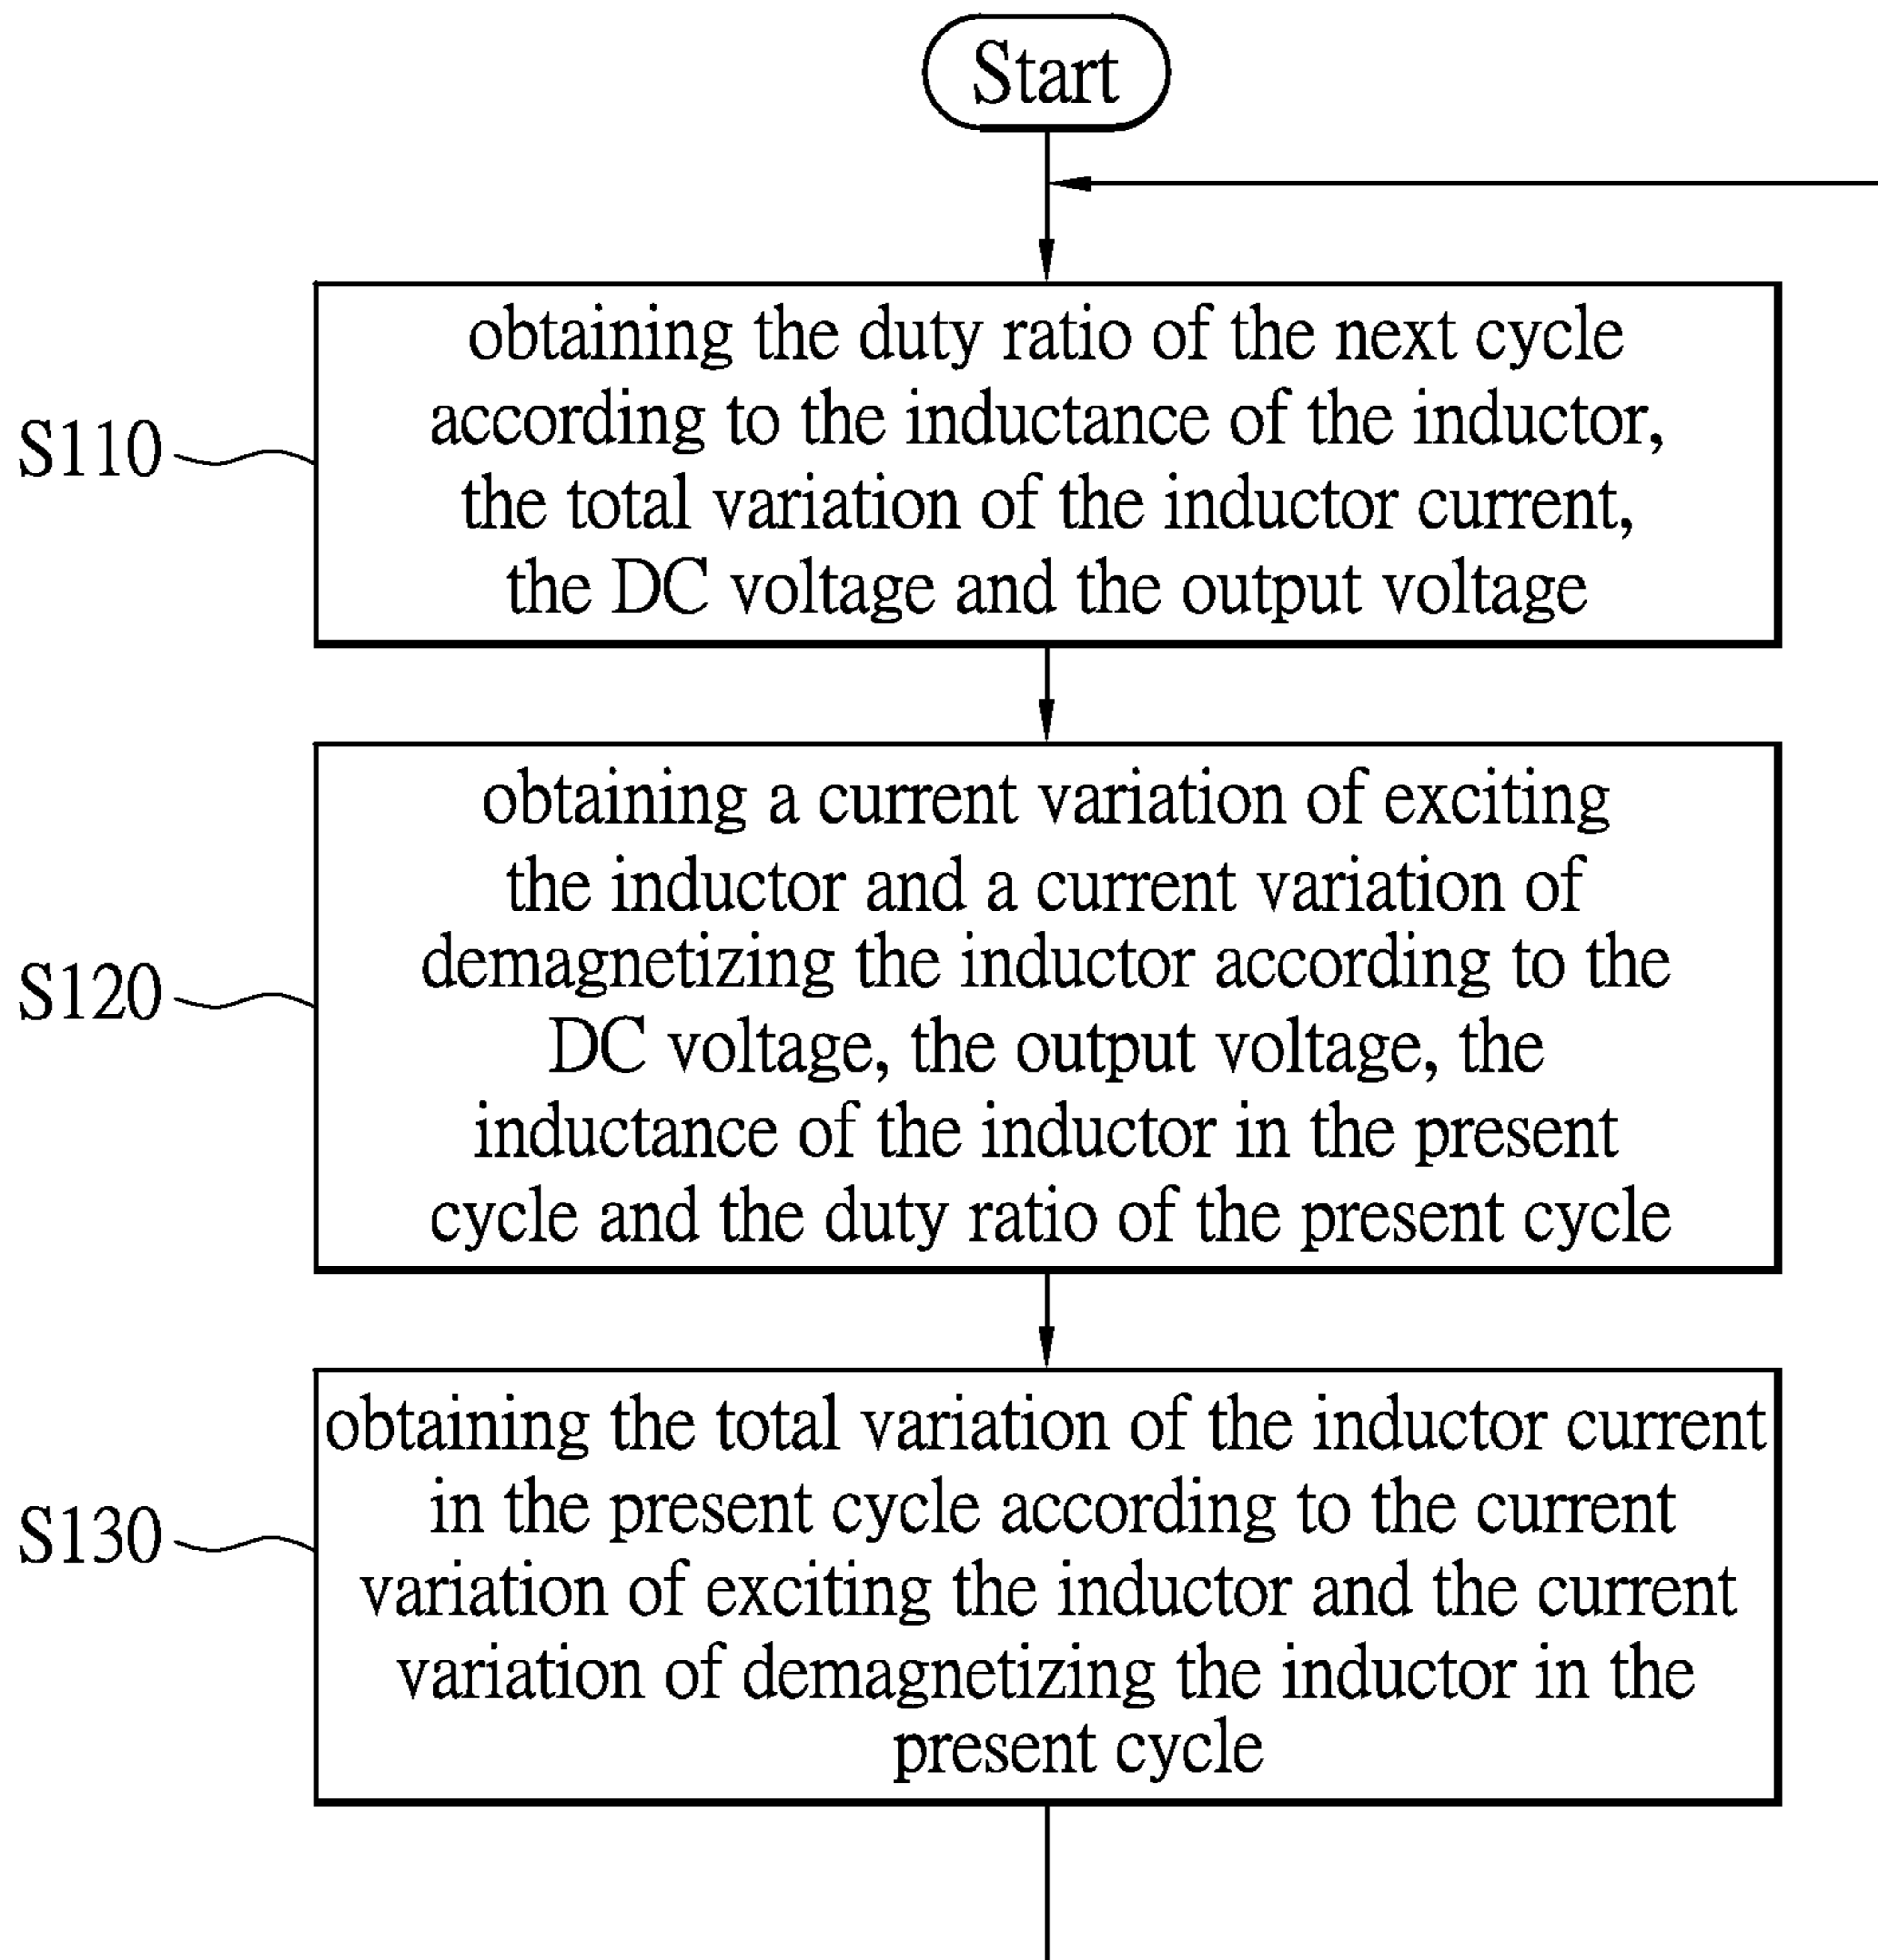 Start
obtaining the duty ratio of the next cycle
according to the inductance of the inductor,
the total variation of the inductor current,
the DC voltage and the output voltage
S110
obtaining a current variation of exciting
the inductor and a current variation of
demagnetizing the inductor according to the
DC voltage, the output voltage, the
inductance of the inductor in the present
cycle and the duty ratio of the present cycle
S120
obtaining the total variation of the inductor current
in the present cycle according to the current
variation of exciting the inductor and the current
variation of demagnetizing the inductor in the
present cycle
S130